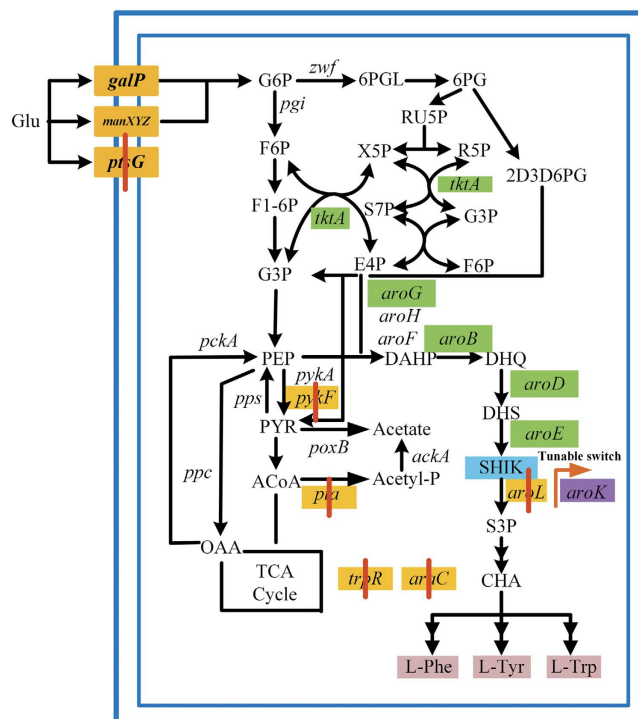 galP
zwf
G6P
6PGL
6PG
pgi
Glu
manXYZ
RU5P
F6P
X5P
R5P
ptsG
tktA
2D3D6PG
F1-6P
S7P
tktA
G3P
E4P
F6P
G3P
aroG
aroH
pckA
aroF
aroB
PEP
DAHP
DHQ
pykA
pps
pykF
aroD
DHS
PYR
Acetate
poxB
aroE
ackA
Tunable switch
SHIK
ppc
ACoA
Acetyl-P
pta
aroL
aroK
S3P
OAA
TCA
Cycle
trpR
araC
CHA
L-Phe
L-Tyr
L-Trp